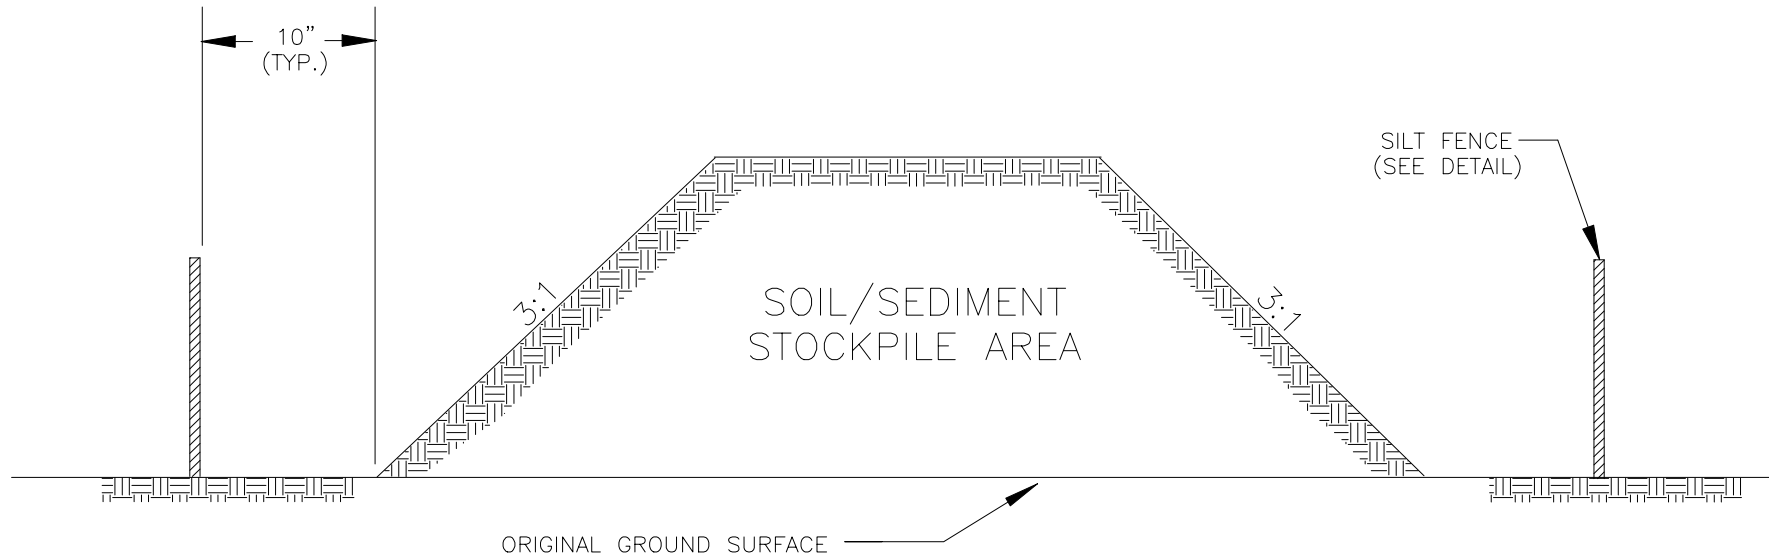 10"
(TYP.)
SILT FENCE
(SEE DETAIL)
3:1
3:1
SOIL/SEDIMENT
STOCKPILE AREA
ORIGINAL GROUND SURFACE